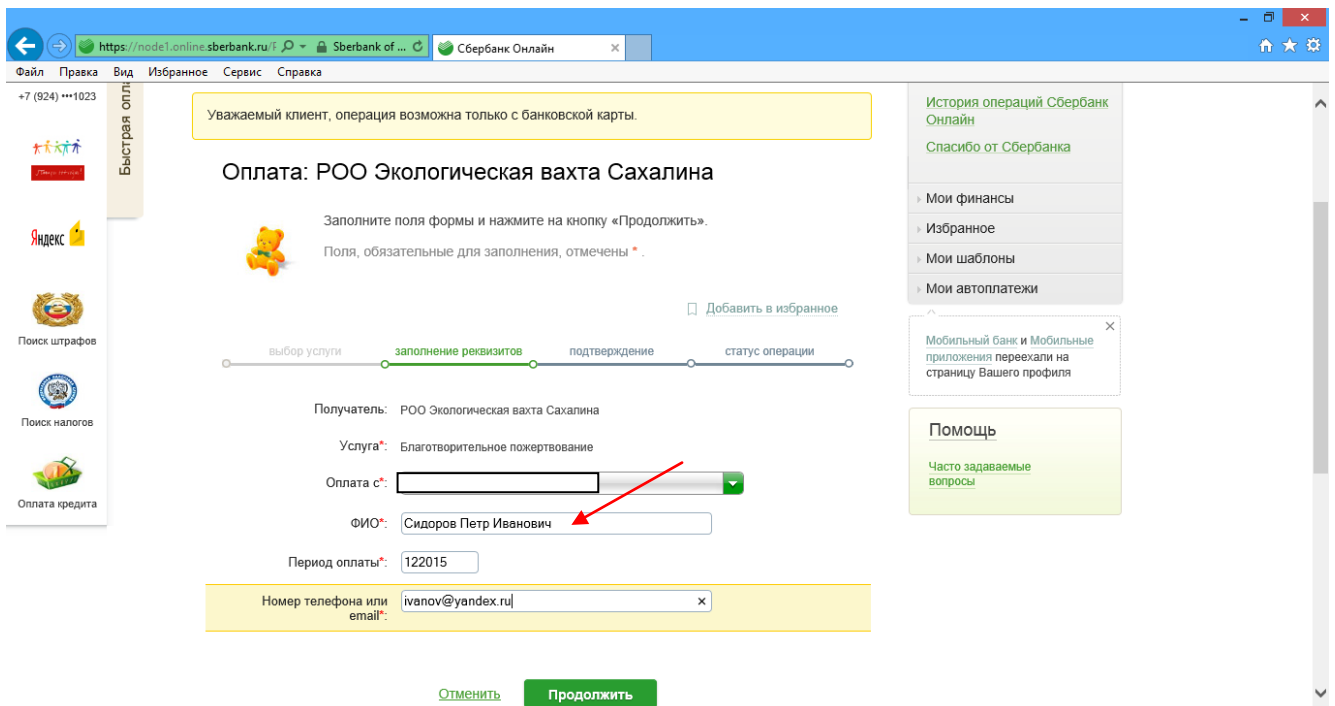 https://node1.online.sberbank.ru/F
Sberbank of ...
Сбербанк Онлайн
Файл Правка Вид Избранное Сервис Справка
+7 (924) •••1023
Быстрая опла
Яндекс
Поиск штрафов
Поиск налогов
Оплата кредита
Уважаемый клиент, операция возможна только с банковской карты.
Оплата: РОО Экологическая вахта Сахалина
Заполните поля формы и нажмите на кнопку «Продолжить».
Поля, обязательные для заполнения, отмечены * .
Добавить в избранное
выбор услуги заполнение реквизитов подтверждение статус операции
Получатель: РОО Экологическая вахта Сахалина
Услуга*: Благотворительное пожертвование
Оплата с*:
ФИО*: Сидоров Петр Иванович
Период оплаты*: 122015
Номер телефона или
email*: ivanov@yandex.ru
Отменить Продолжить
История операций Сбербанк
Онлайн
Спасибо от Сбербанка
Мои финансы
Избранное
Мои шаблоны
Мои автоплатежи
Мобильный банк и Мобильные
приложения переехали на
страницу Вашего профиля
Помощь
Часто задаваемые
вопросы